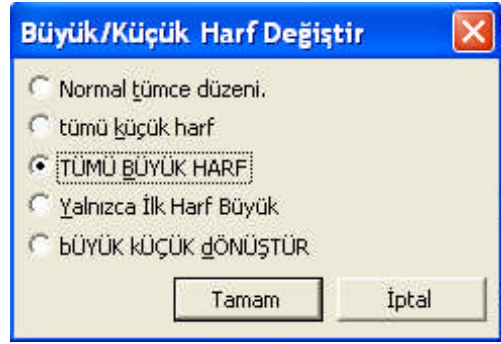 Büyük/Küçük Harf Değiştir
Normal tümce düzeni.
tümü küçük harf
TÜMÜ BÜYÜK HARF
Yalnızca İlk Harf Büyük
bÜYÜK kÜÇÜK dÖNÜŞTÜR
Tamam İptal